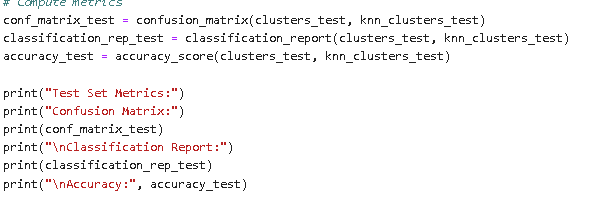 # Compute metrics
conf_matrix_test = confusion_matrix(clusters_test, knn_clusters_test)
classification_rep_test = classification_report(clusters_test, knn_clusters_test)
accuracy_test = accuracy_score(clusters_test, knn_clusters_test)
print("Test Set Metrics:")
print("Confusion Matrix:")
print(conf_matrix_test)
print("\nClassification Report:")
print(classification_rep_test)
print("\nAccuracy:", accuracy_test)